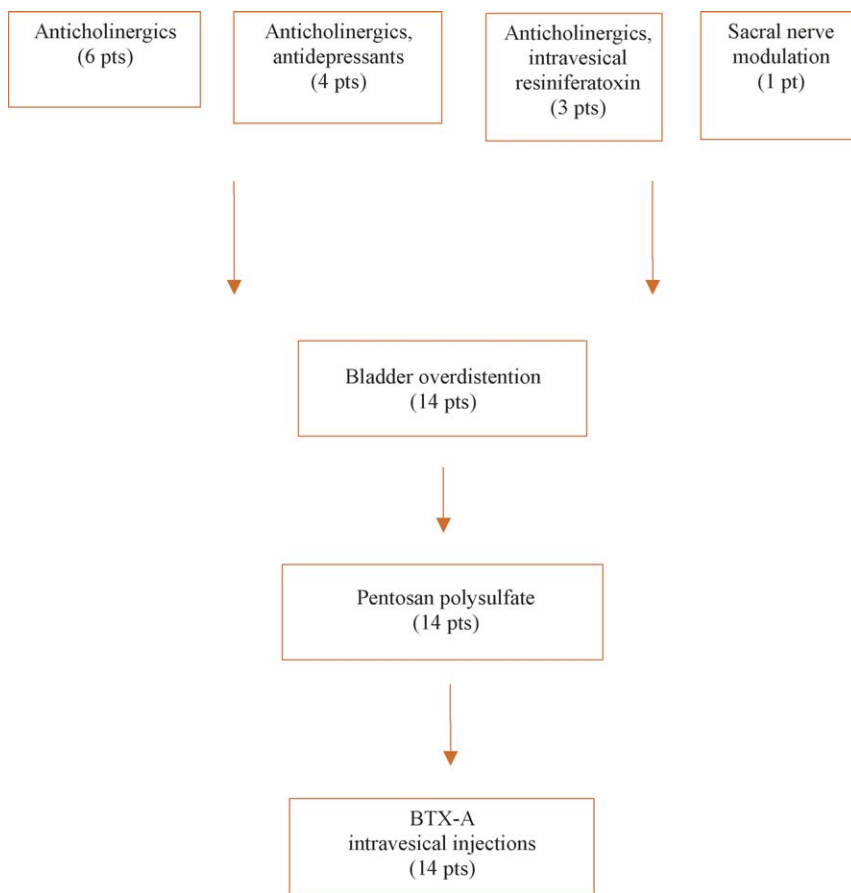 Anticholinergics
(6 pts)
Anticholinergics,
antidepressants
(4 pts)
Anticholinergics,
intravesical
resiniferatoxin
(3 pts)
Sacral nerve
modulation
(1 pt)
Bladder overdistention
(14 pts)
Pentosan polysulfate
(14 pts)
BTX-A
intravesical injections
(14 pts)